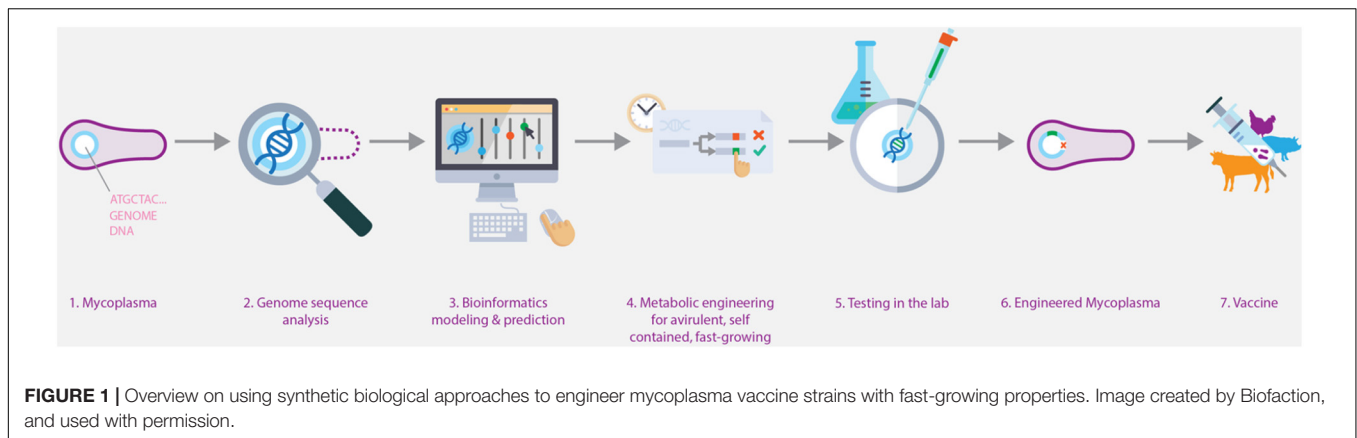 ATGCTAC...
GENOME
DNA
1. Mycoplasma
2. Genome sequence
analysis
3. Bioinformatics
modeling & prediction
4. Metabolic engineering
for avirulent, self
contained, fast-growing
5. Testing in the lab
6. Engineered Mycoplasma
7. Vaccine
FIGURE 1 | Overview on using synthetic biological approaches to engineer mycoplasma vaccine strains with fast-growing properties. Image created by Biofaction,
and used with permission.